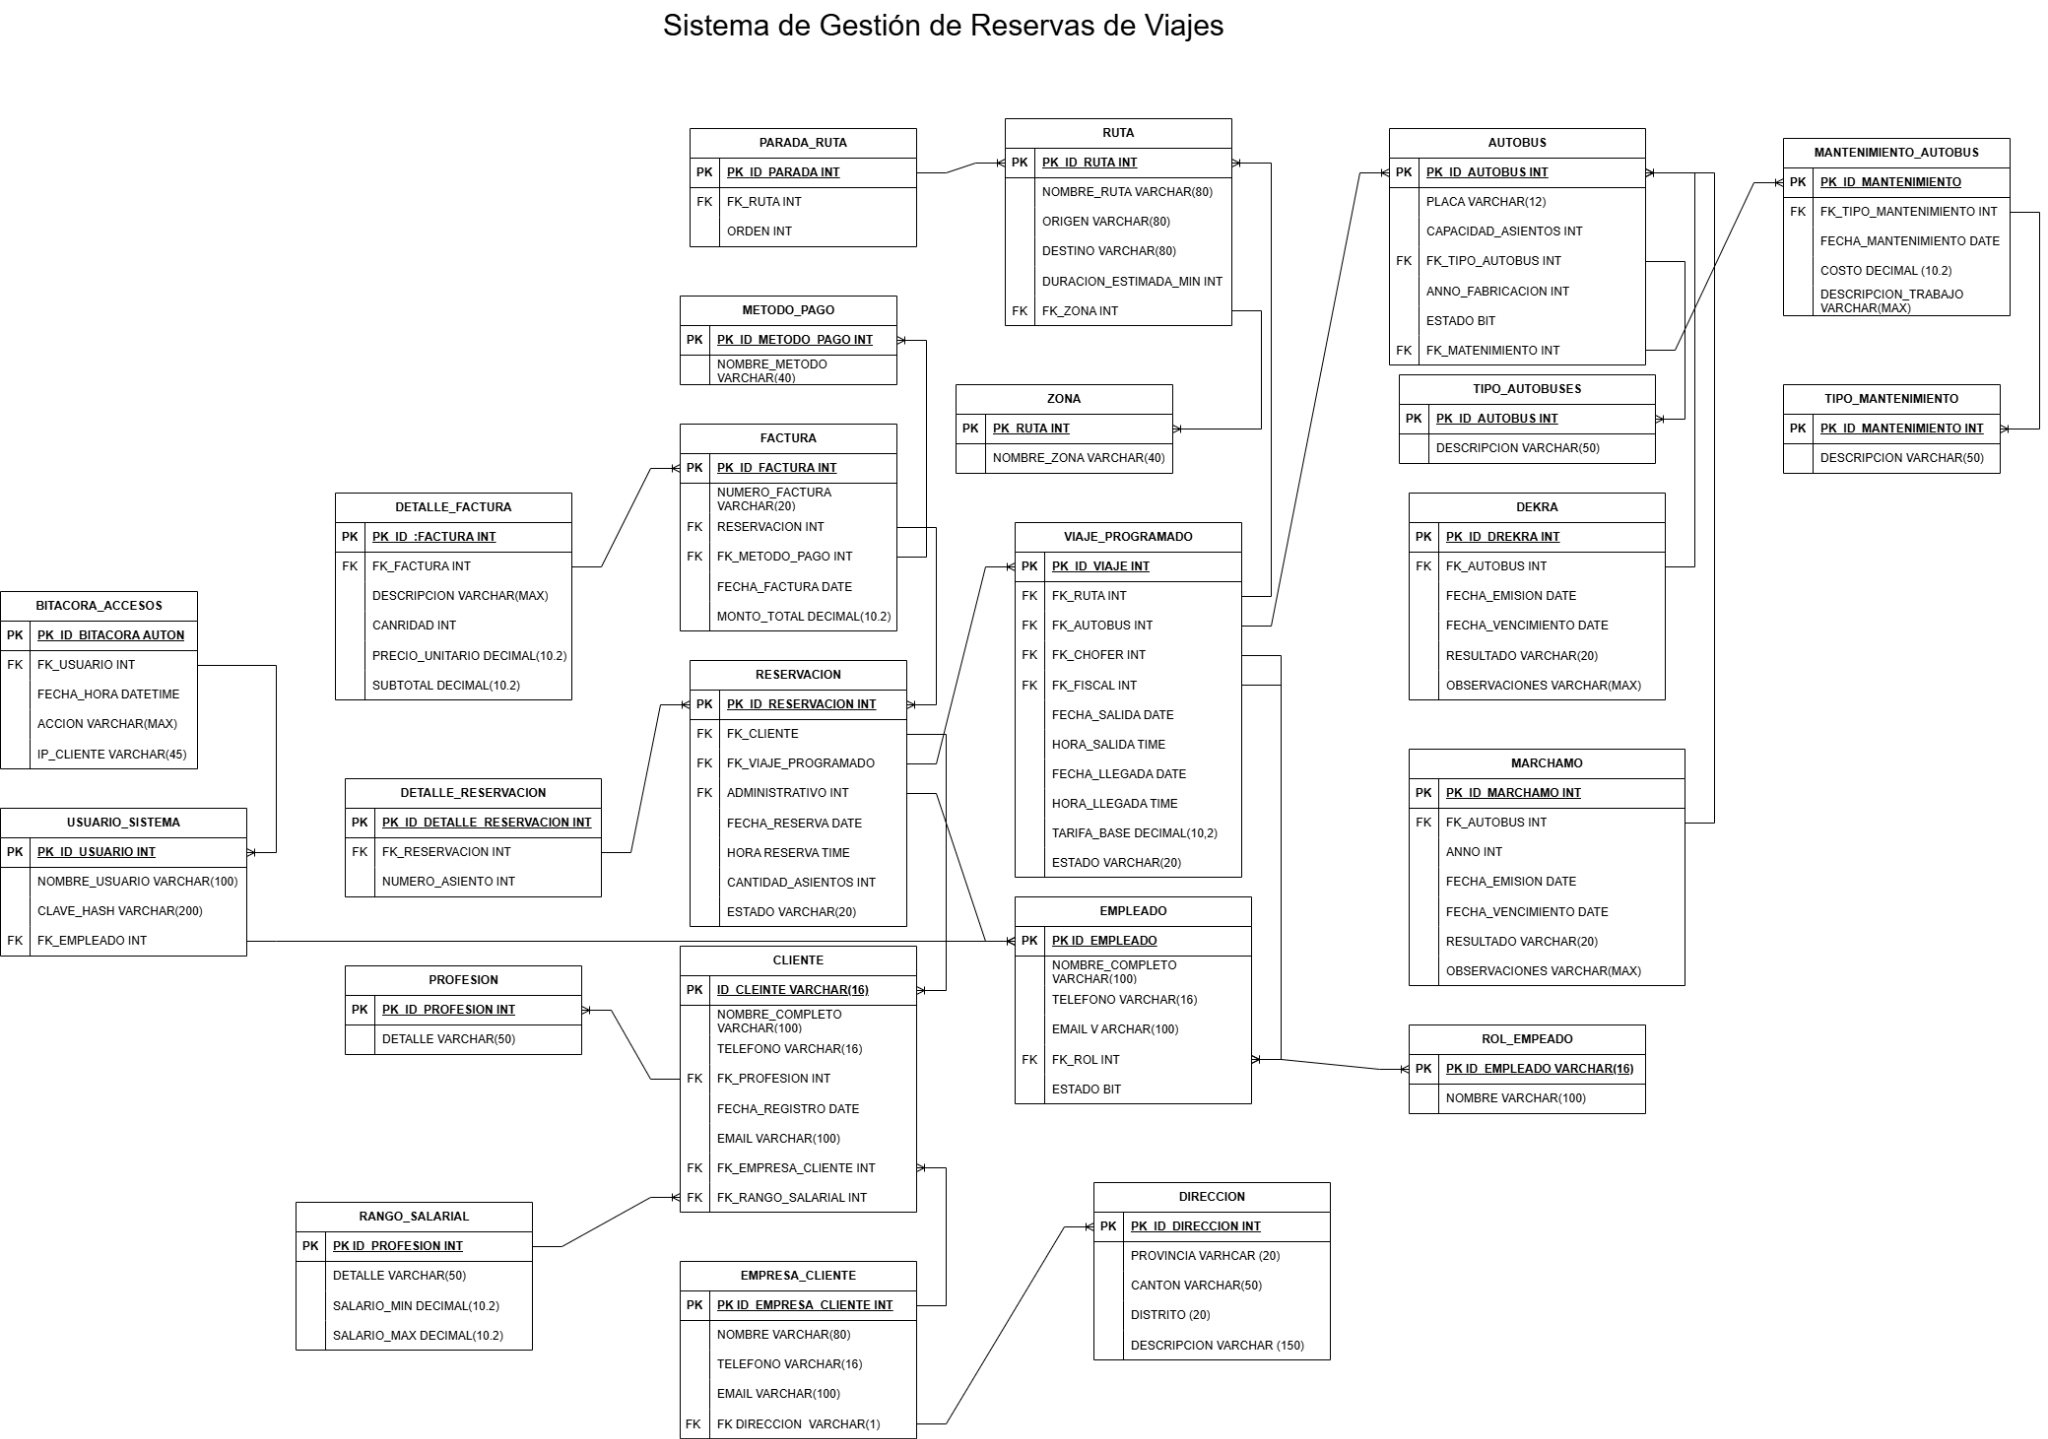 Sistema de Gestión de Reservas de Viajes
PARADA_RUTA
PK PK_ID_PARADA INT
FK FK_RUTA INT
ORDEN INT
RUTA
PK PK_ID_RUTA INT
NOMBRE_RUTA VARCHAR(80)
ORIGEN VARCHAR(80)
DESTINO VARCHAR(80)
DURACION_ESTIMADA_MIN INT
FK FK_ZONA INT
AUTOBUS
PK PK_ID_AUTOBUS INT
PLACA VARCHAR(12)
CAPACIDAD_ASIENTOS INT
FK FK_TIPO_AUTOBUS INT
ANNO_FABRICACION INT
ESTADO BIT
FK FK_MATENIMIENTO INT
MANTENIMIENTO_AUTOBUS
PK PK_ID_MANTENIMIENTO
FK FK_TIPO_MANTENIMIENTO INT
FECHA_MANTENIMIENTO DATE
COSTO DECIMAL (10.2)
DESCRIPCION_TRABAJO
VARCHAR(MAX)
METODO_PAGO
PK PK_ID_METODO_PAGO INT
NOMBRE_METODO
VARCHAR(40)
ZONA
PK PK_RUTA INT
NOMBRE_ZONA VARCHAR(40)
TIPO_AUTOBUSES
PK PK_ID_AUTOBUS INT
DESCRIPCION VARCHAR(50)
TIPO_MANTENIMIENTO
PK PK_ID_MANTENIMIENTO INT
DESCRIPCION VARCHAR(50)
FACTURA
PK PK_ID_FACTURA INT
NUMERO_FACTURA
VARCHAR(20)
FK RESERVACION INT
FK FK_METODO_PAGO INT
FECHA_FACTURA DATE
MONTO_TOTAL DECIMAL(10.2)
DETALLE_FACTURA
PK PK_ID_:FACTURA INT
FK FK_FACTURA INT
DESCRIPCION VARCHAR(MAX)
CANRIDAD INT
PRECIO_UNITARIO DECIMAL(10.2)
SUBTOTAL DECIMAL(10.2)
DEKRA
PK PK_ID_DREKRA INT
FK FK_AUTOBUS INT
FECHA_EMISION DATE
FECHA_VENCIMIENTO DATE
RESULTADO VARCHAR(20)
OBSERVACIONES VARCHAR(MAX)
VIAJE_PROGRAMADO
PK PK_ID_VIAJE INT
FK FK_RUTA INT
FK FK_AUTOBUS INT
FK FK_CHOFER INT
FK FK_FISCAL INT
FECHA_SALIDA DATE
HORA_SALIDA TIME
FECHA_LLEGADA DATE
HORA_LLEGADA TIME
TARIFA_BASE DECIMAL(10,2)
ESTADO VARCHAR(20)
BITACORA_ACCESOS
PK PK_ID_BITACORA AUTON
FK FK_USUARIO INT
FECHA_HORA DATETIME
ACCION VARCHAR(MAX)
IP_CLIENTE VARCHAR(45)
RESERVACION
PK PK_ID_RESERVACION INT
FK FK_CLIENTE
FK FK_VIAJE_PROGRAMADO
FK ADMINISTRATIVO INT
FECHA_RESERVA DATE
HORA RESERVA TIME
CANTIDAD_ASIENTOS INT
ESTADO VARCHAR(20)
MARCHAMO
PK PK_ID_MARCHAMO INT
FK FK_AUTOBUS INT
ANNO INT
FECHA_EMISION DATE
FECHA_VENCIMIENTO DATE
RESULTADO VARCHAR(20)
OBSERVACIONES VARCHAR(MAX)
DETALLE_RESERVACION
PK PK_ID_DETALLE_RESERVACION INT
FK FK_RESERVACION INT
NUMERO_ASIENTO INT
USUARIO_SISTEMA
PK PK_ID_USUARIO INT
NOMBRE_USUARIO VARCHAR(100)
CLAVE_HASH VARCHAR(200)
FK FK_EMPLEADO INT
EMPLEADO
PK PK ID_EMPLEADO
NOMBRE_COMPLETO
VARCHAR(100)
TELEFONO VARCHAR(16)
EMAIL V ARCHAR(100)
FK FK_ROL INT
ESTADO BIT
CLIENTE
PK ID_CLEINTE VARCHAR(16)
NOMBRE_COMPLETO
VARCHAR(100)
TELEFONO VARCHAR(16)
FK FK_PROFESION INT
FECHA_REGISTRO DATE
EMAIL VARCHAR(100)
FK FK_EMPRESA_CLIENTE INT
FK FK_RANGO_SALARIAL INT
PROFESION
PK PK_ID_PROFESION INT
DETALLE VARCHAR(50)
ROL_EMPEADO
PK PK ID_EMPLEADO VARCHAR(16)
NOMBRE VARCHAR(100)
DIRECCION
PK PK_ID_DIRECCION INT
PROVINCIA VARHCAR (20)
CANTON VARCHAR(50)
DISTRITO (20)
DESCRIPCION VARCHAR (150)
RANGO_SALARIAL
PK PK ID_PROFESION INT
DETALLE VARCHAR(50)
SALARIO_MIN DECIMAL(10.2)
SALARIO_MAX DECIMAL(10.2)
EMPRESA_CLIENTE
PK PK ID_EMPRESA_CLIENTE INT
NOMBRE VARCHAR(80)
TELEFONO VARCHAR(16)
EMAIL VARCHAR(100)
FK FK DIRECCION VARCHAR(1)